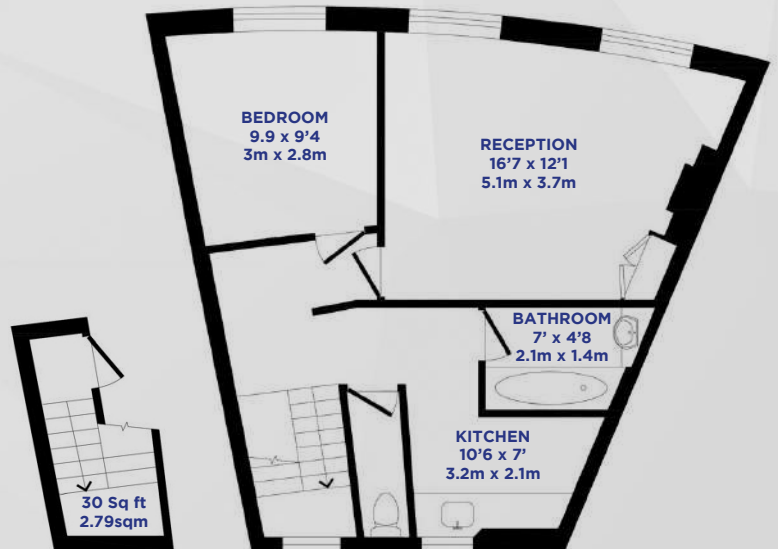 BEDROOM
9.9 x 9'4
3m x 2.8m
RECEPTION
16'7 x 12'1
5.1m x 3.7m
BATHROOM
7' x 4'8
2.1m x 1.4m
KITCHEN
10'6 x 7'
3.2m x 2.1m
30 Sq ft
2.79sqm